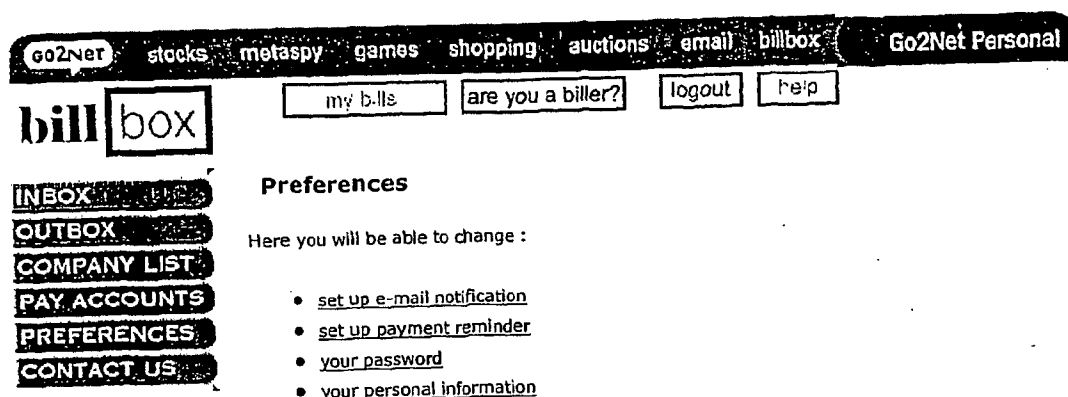 Go2Net stocks metaspy games shopping auctions email billbox Go2Net Personal
my bills are you a biller? logout help
bill box
INBOX
OUTBOX
COMPANY LIST
PAY ACCOUNTS
PREFERENCES
CONTACT US
Preferences
Here you will be able to change :
• set up e-mail notification
• set up payment reminder
• your password
• your personal information